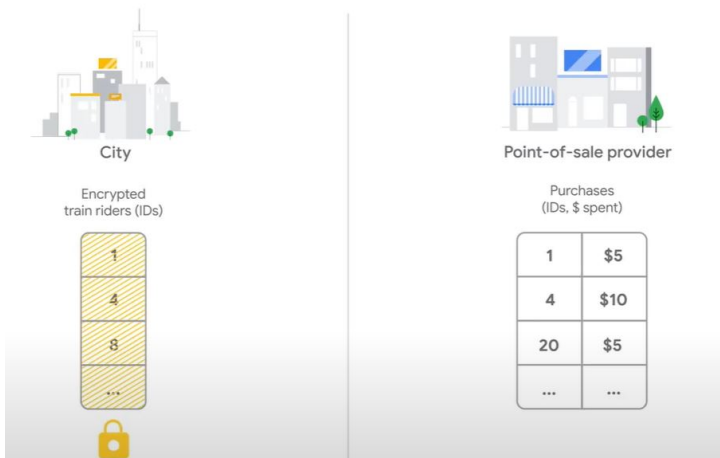 City
Encrypted
train riders (IDs)
1
4
8
...
Point-of-sale provider
Purchases
(IDs, $ spent)
1 $5
4 $10
20 $5
... ...